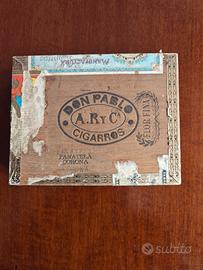 DON PABLO
A.R Y Cª
CIGARROS
FLOR FINA
PANATELA
CORONA
subito